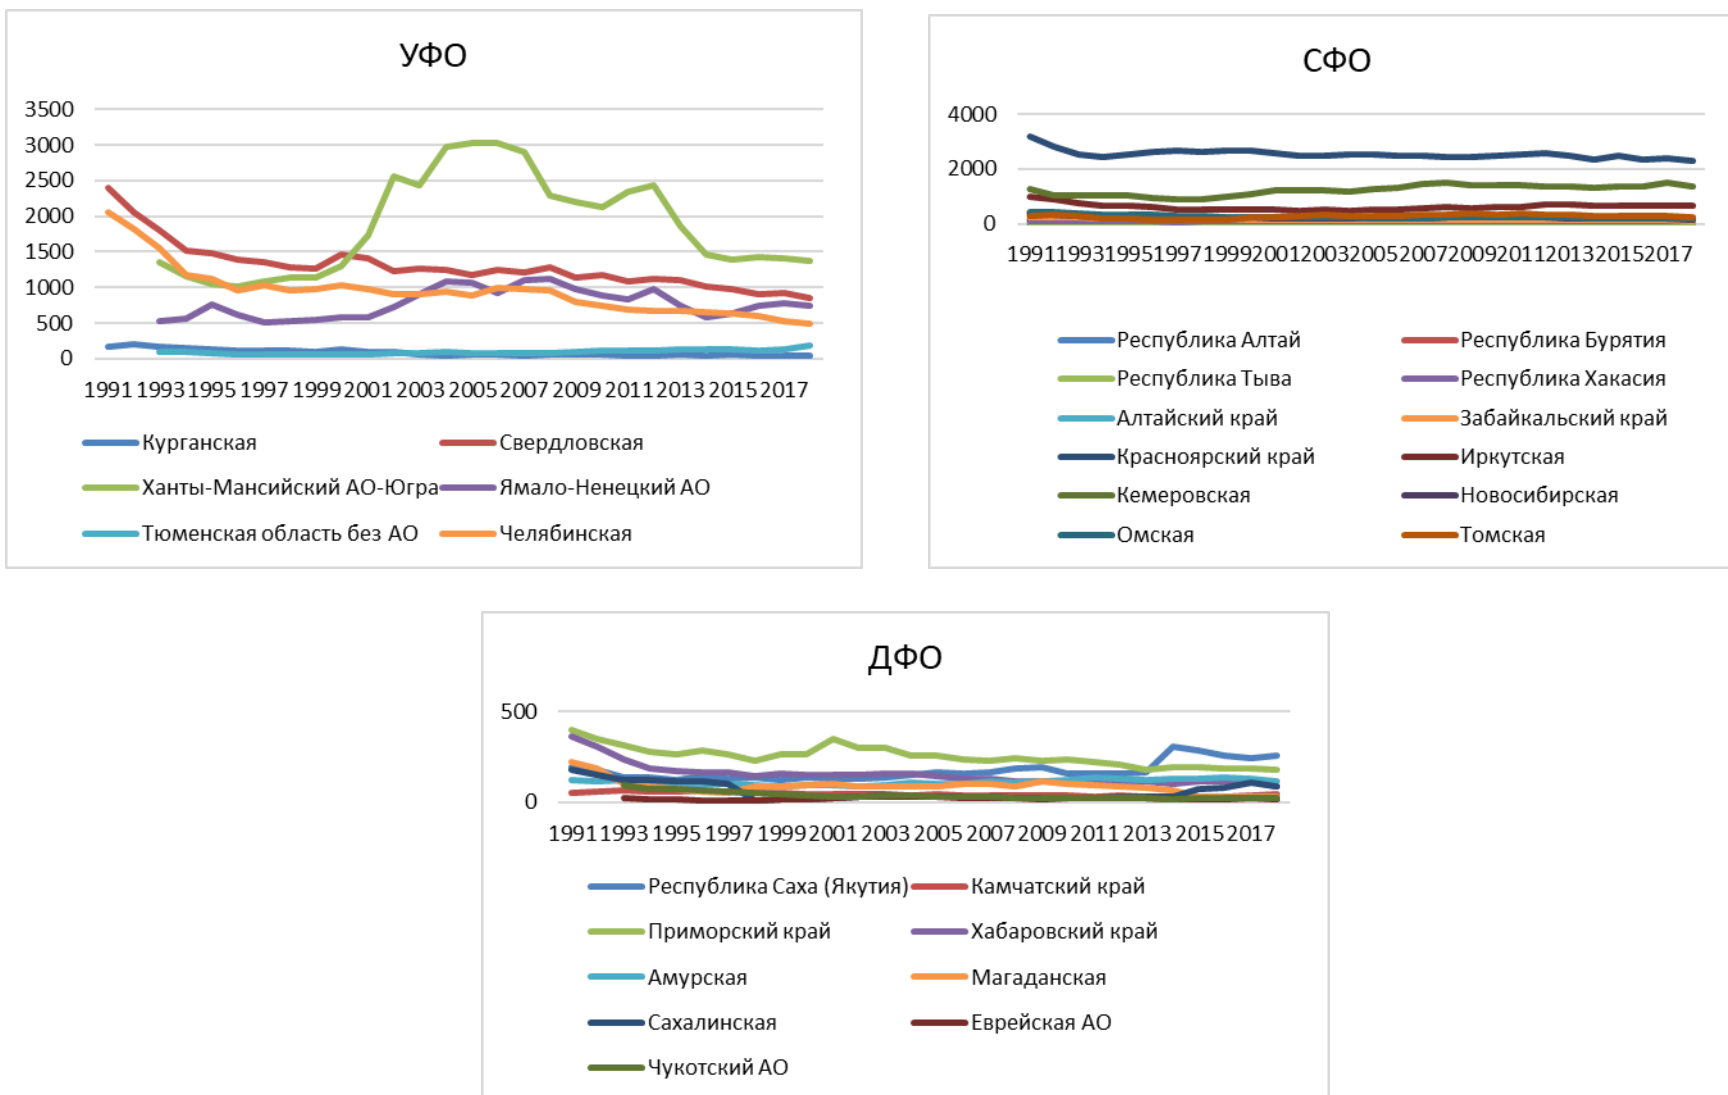 УФО
3500
3000
2500
2000
1500
1000
500
0
1991 1993 1995 1997 1999 2001 2003 2005 2007 2009 2011 2013 2015 2017
Курганская Свердловская
Ханты-Мансийский АО-Югра Ямало-Ненецкий АО
Тюменская область без АО Челябинская
СФО
4000
2000
0
1991 1993 1995 1997 1999 2001 2003 2005 2007 2009 2011 2013 2015 2017
Республика Алтай Республика Бурятия
Республика Тыва Республика Хакасия
Алтайский край Забайкальский край
Красноярский край Иркутская
Кемеровская Новосибирская
Омская Томская
ДФО
500
0
1991 1993 1995 1997 1999 2001 2003 2005 2007 2009 2011 2013 2015 2017
Республика Саха (Якутия) Камчатский край
Приморский край Хабаровский край
Амурская Магаданская
Сахалинская Еврейская АО
Чукотский АО